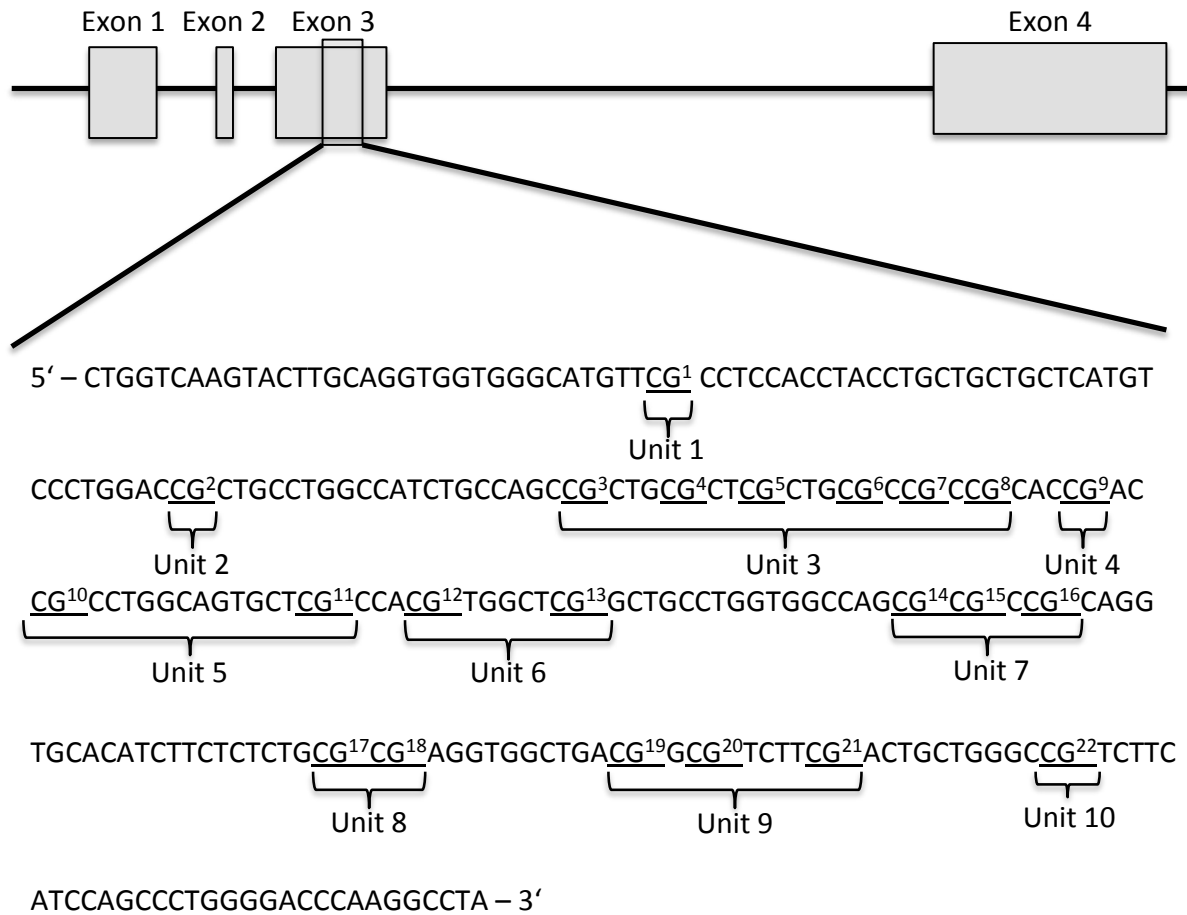 Exon 1 Exon 2 Exon 3 Exon 4
5‘ – CTGGTCAAGTACTTGCAGGTGGTGGGCATGTTCG¹ CCTCCACCTACCTGCTGCTGCTCATGT
Unit 1
CCCTGGACCG²CTGCCTGGCCATCTGCCAGCCG³CTGCG⁴CTCG⁵CTGCG⁶CCG⁷CCG⁸CACCG⁹AC
Unit 2 Unit 3 Unit 4
CG¹⁰CCTGGCAGTGCTCG¹¹CCACG¹²TGGCTCG¹³GCTGCCTGGTGGCCAGCG¹⁴CG¹⁵CCG¹⁶CAGG
Unit 5 Unit 6 Unit 7
TGCACATCTTCTCTCTGCG¹⁷CG¹⁸AGGTGGCTGACG¹⁹GCG²⁰TCTTCG²¹ACTGCTGGGCCG²²TCTTC
Unit 8 Unit 9 Unit 10
ATCCAGCCCTGGGGACCCAAGGCCTA – 3‘